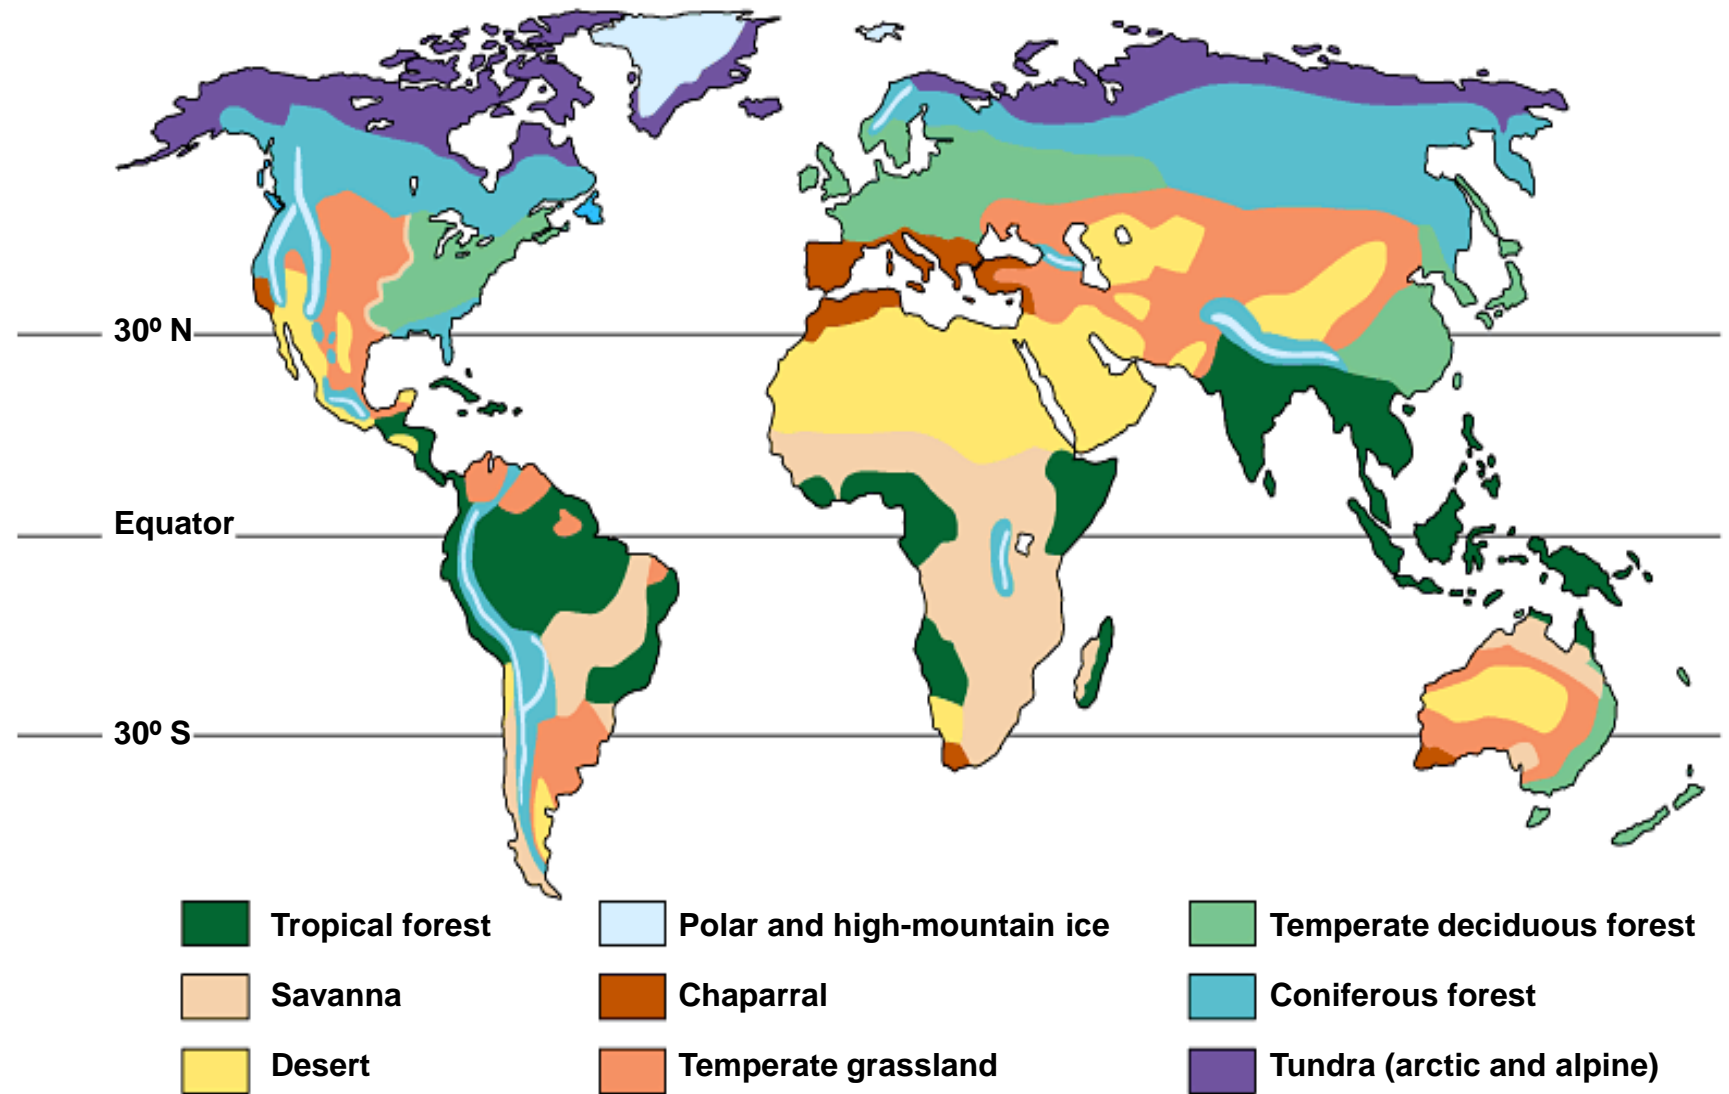 30º N
Equator
30º S
Tropical forest
Polar and high-mountain ice
Temperate deciduous forest
Savanna
Chaparral
Coniferous forest
Desert
Temperate grassland
Tundra (arctic and alpine)